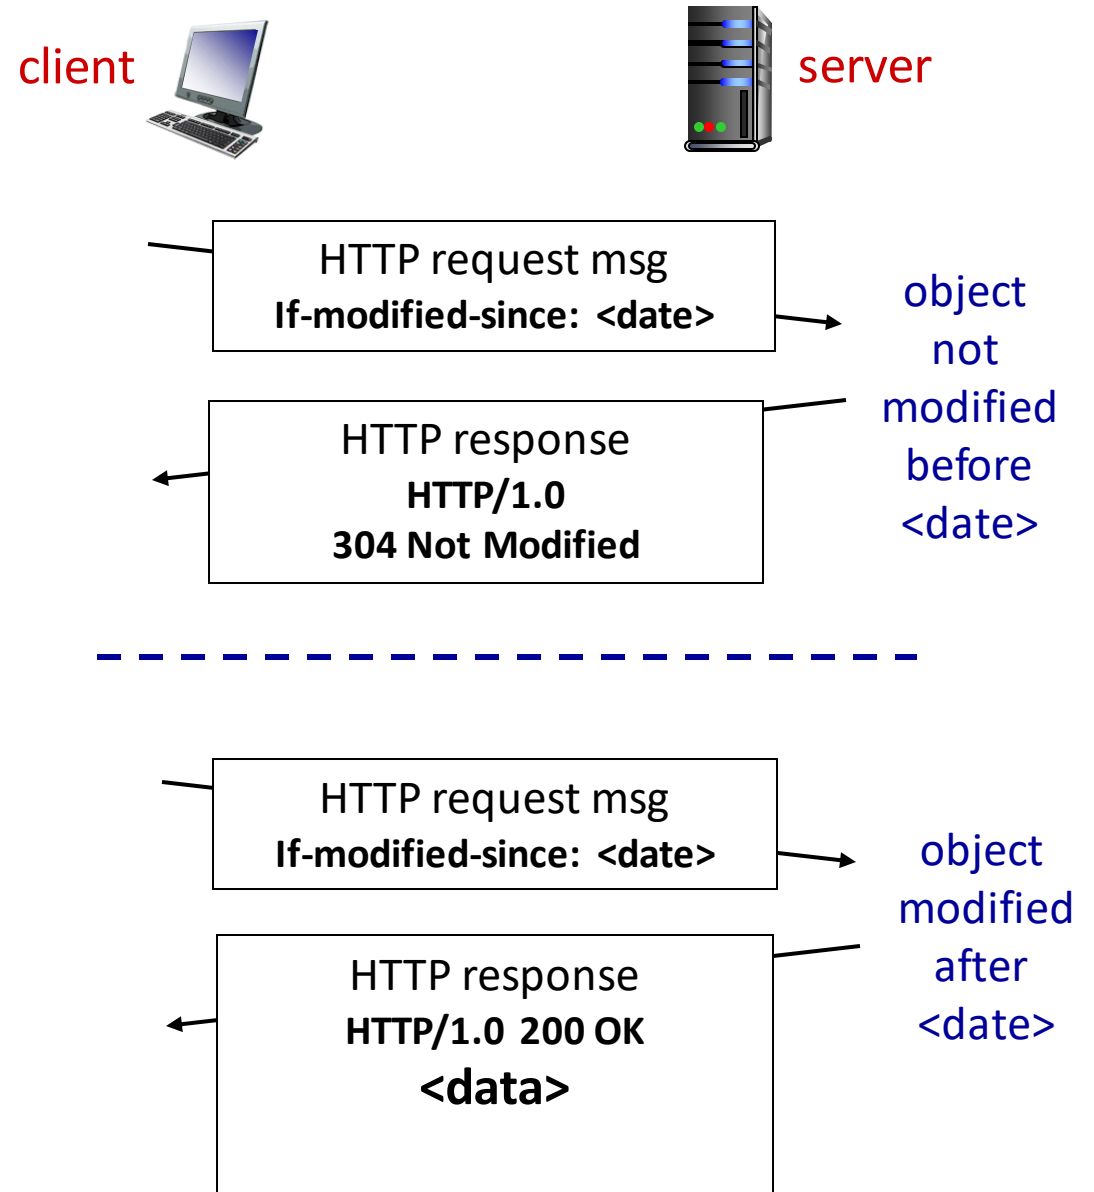 client
server
HTTP request msg
If-modified-since: <date>
object
not
modified
before
<date>
HTTP response
HTTP/1.0
304 Not Modified
HTTP request msg
If-modified-since: <date>
object
modified
after
<date>
HTTP response
HTTP/1.0 200 OK
<data>